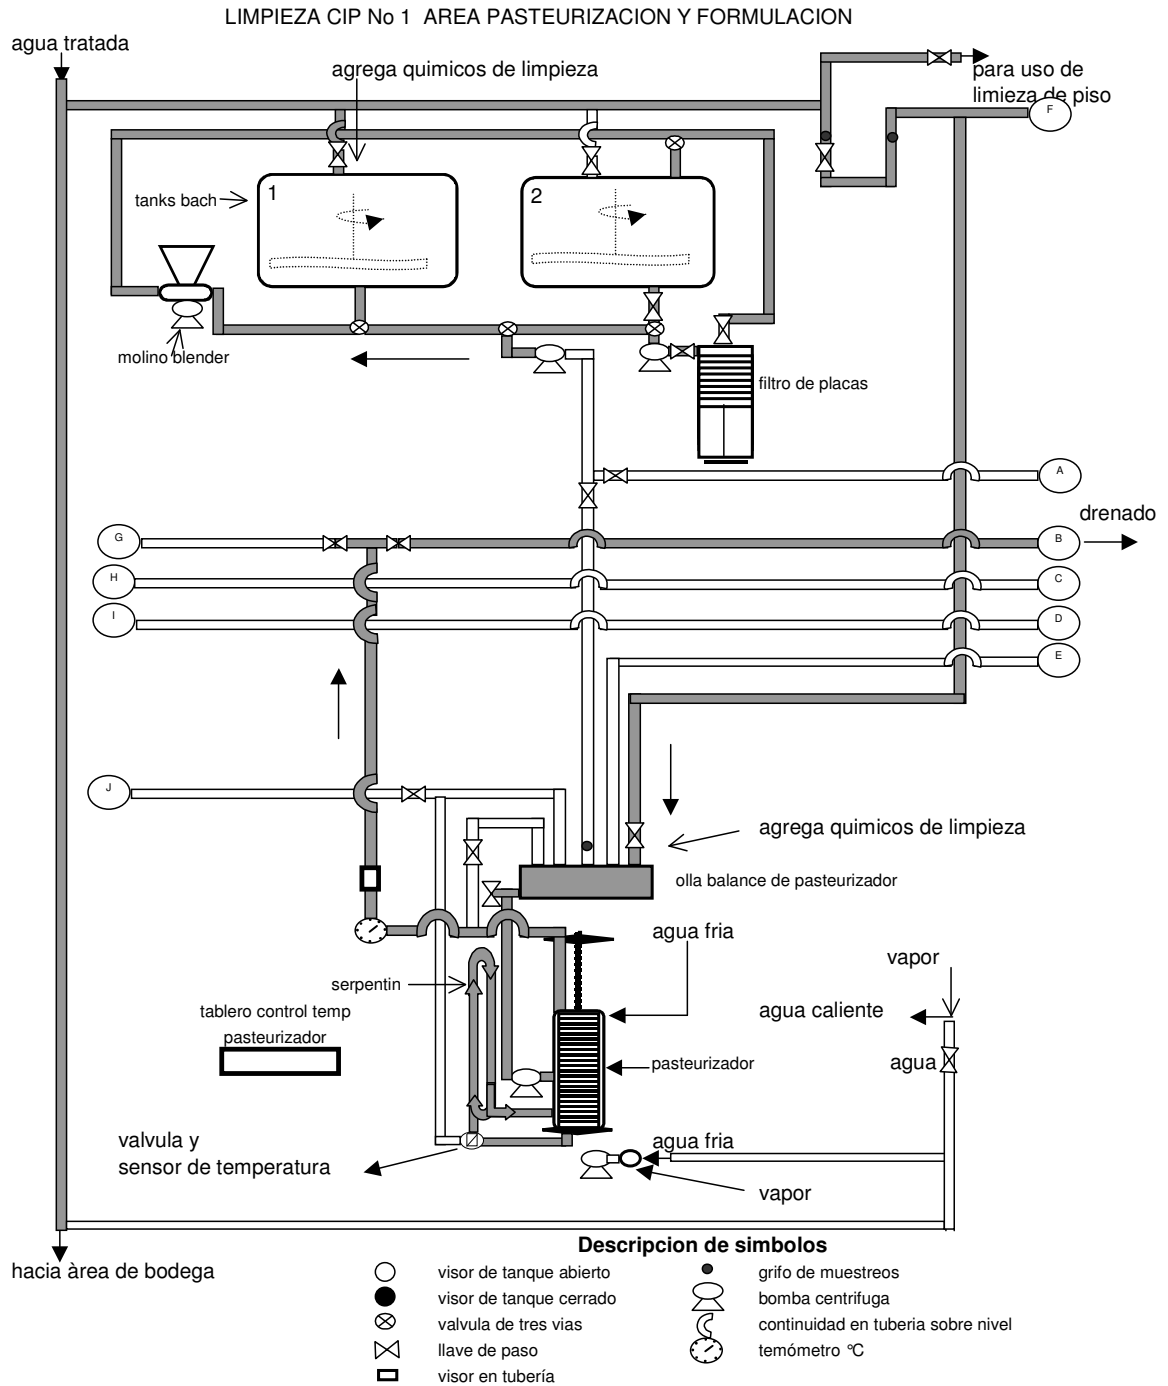 LIMPIEZA CIP No 1  AREA PASTEURIZACION Y FORMULACION
agua tratada
agrega quimicos de limpieza
para uso de
limieza de piso
F
1
2
tanks bach
molino blender
filtro de placas
A
drenado
G
B
H
C
I
D
E
J
agrega quimicos de limpieza
olla balance de pasteurizador
agua fria
vapor
serpentin
tablero control temp
pasteurizador
agua caliente
agua
pasteurizador
valvula y
sensor de temperatura
agua fria
vapor
Descripcion de simbolos
hacia àrea de bodega
visor de tanque abierto
grifo de muestreos
visor de tanque cerrado
bomba centrifuga
valvula de tres vias
continuidad en tuberia sobre nivel
llave de paso
temómetro °C
visor en tubería